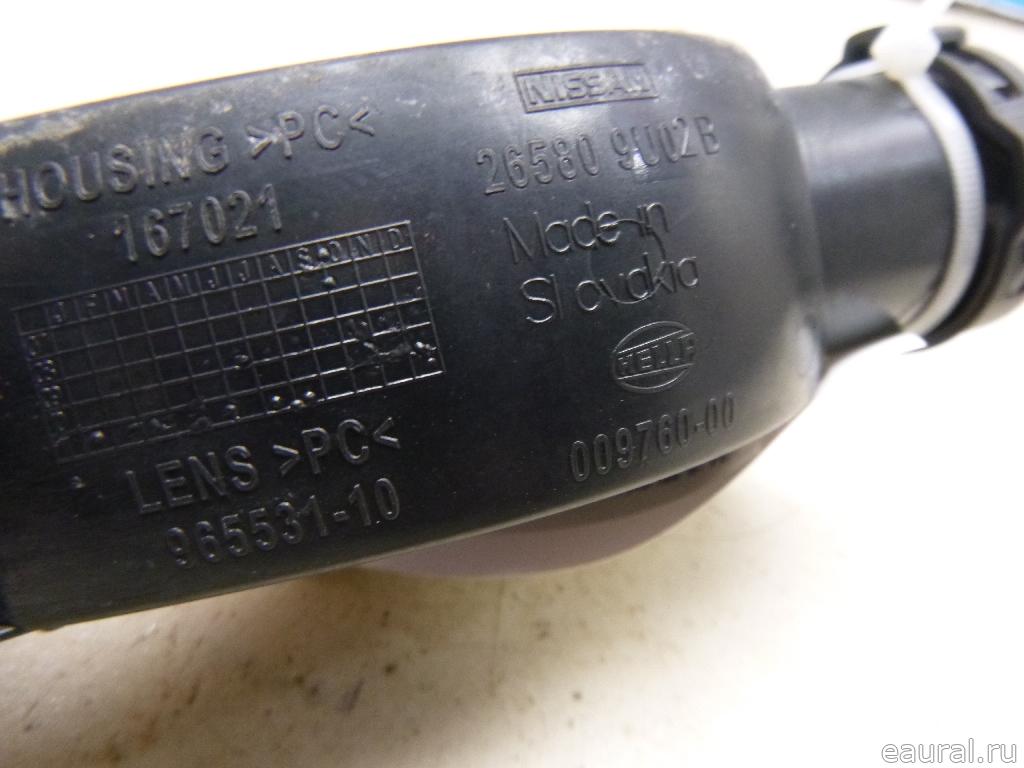 HOUSING >PC<
167021
J F M A M J J A S O N D
LENS >PC<
965531-10
NISSAN
26580 9U02B
Made in
Slovakia
HELLA
009760-00
eaural.ru